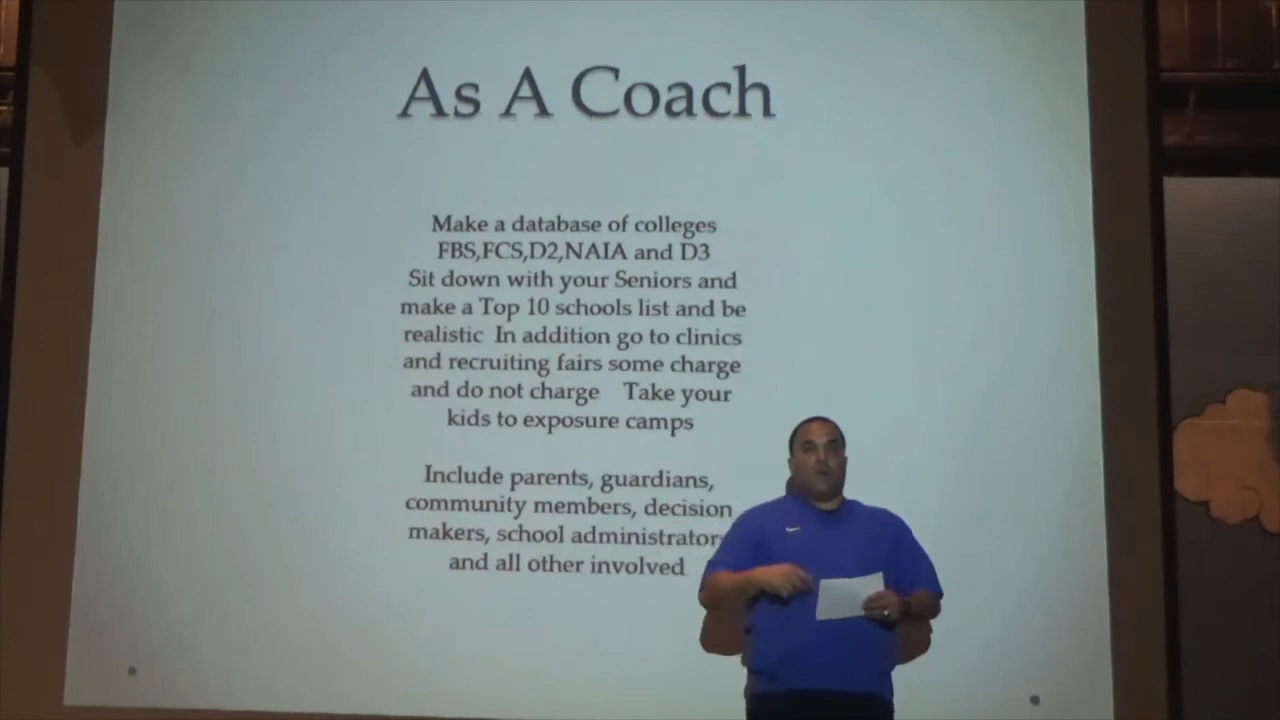 As A Coach
Make a database of colleges
FBS,FCS,D2,NAIA and D3
Sit down with your Seniors and
make a Top 10 schools list and be
realistic In addition go to clinics
and recruiting fairs some charge
and do not charge Take your
kids to exposure camps
Include parents, guardians,
community members, decision
makers, school administrators
and all other involved